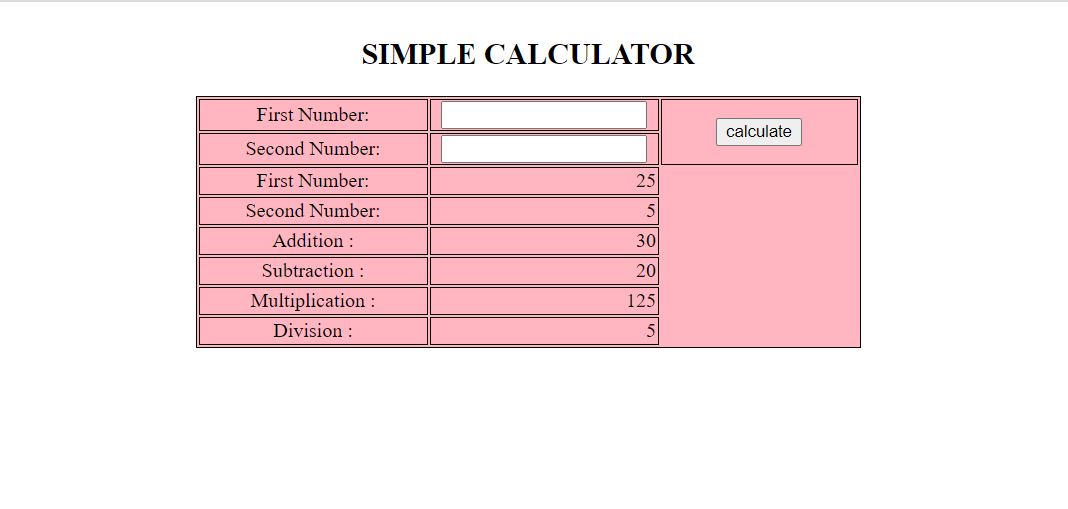 SIMPLE CALCULATOR
First Number:
calculate
Second Number:
First Number: 25
Second Number: 5
Addition : 30
Subtraction : 20
Multiplication : 125
Division : 5